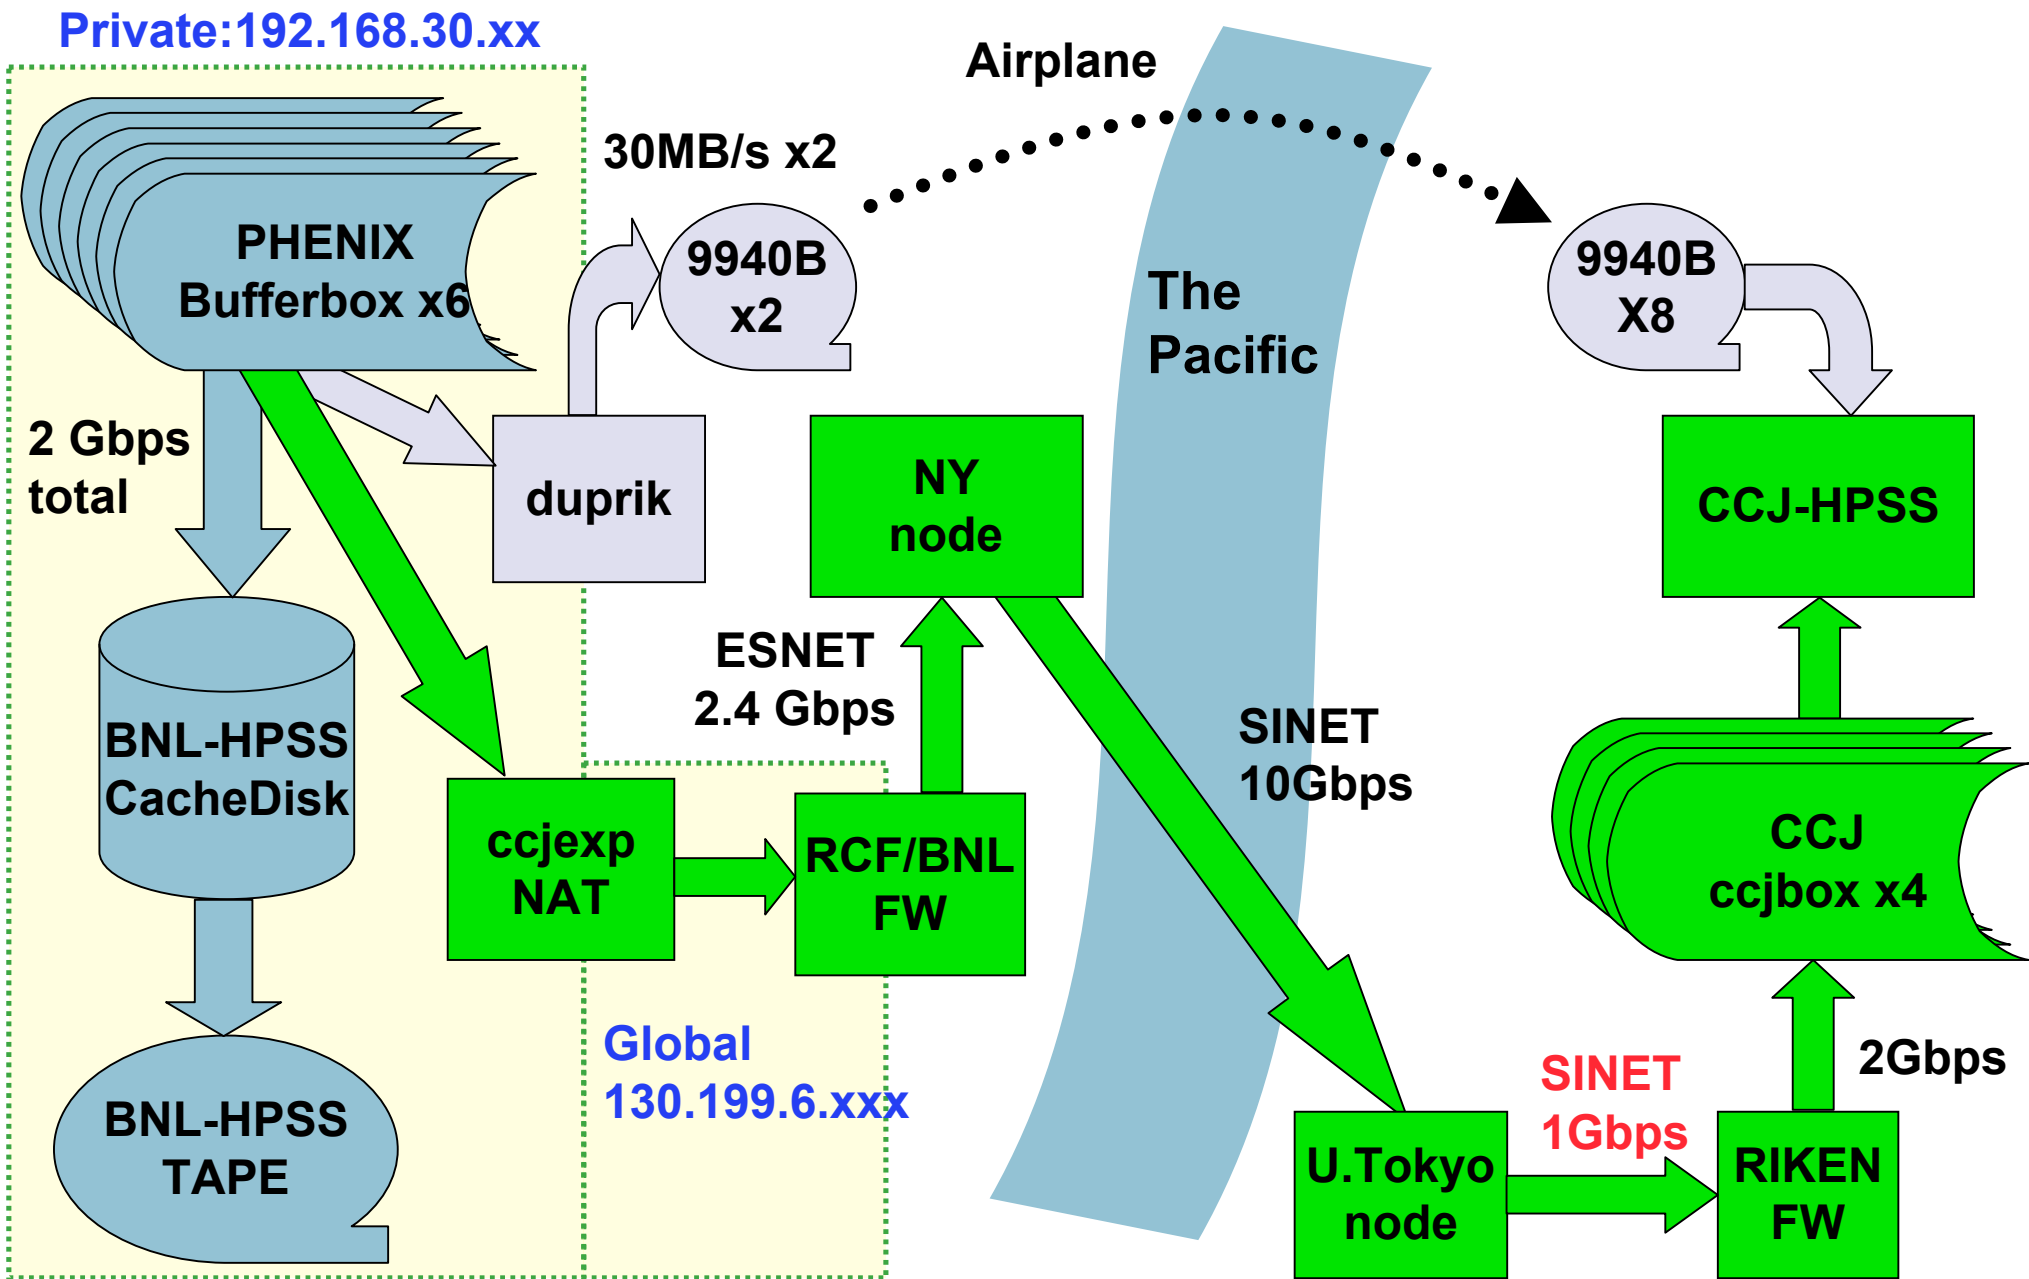 Private:192.168.30.xx
Airplane
30MB/s x2
PHENIX
Bufferbox x6
9940B
x2
The
Pacific
9940B
X8
2 Gbps
total
duprik
NY
node
CCJ-HPSS
ESNET
2.4 Gbps
SINET
10Gbps
BNL-HPSS
CacheDisk
ccjexp
NAT
RCF/BNL
FW
CCJ
ccjbox x4
Global
130.199.6.xxx
SINET
1Gbps
2Gbps
BNL-HPSS
TAPE
U.Tokyo
node
RIKEN
FW